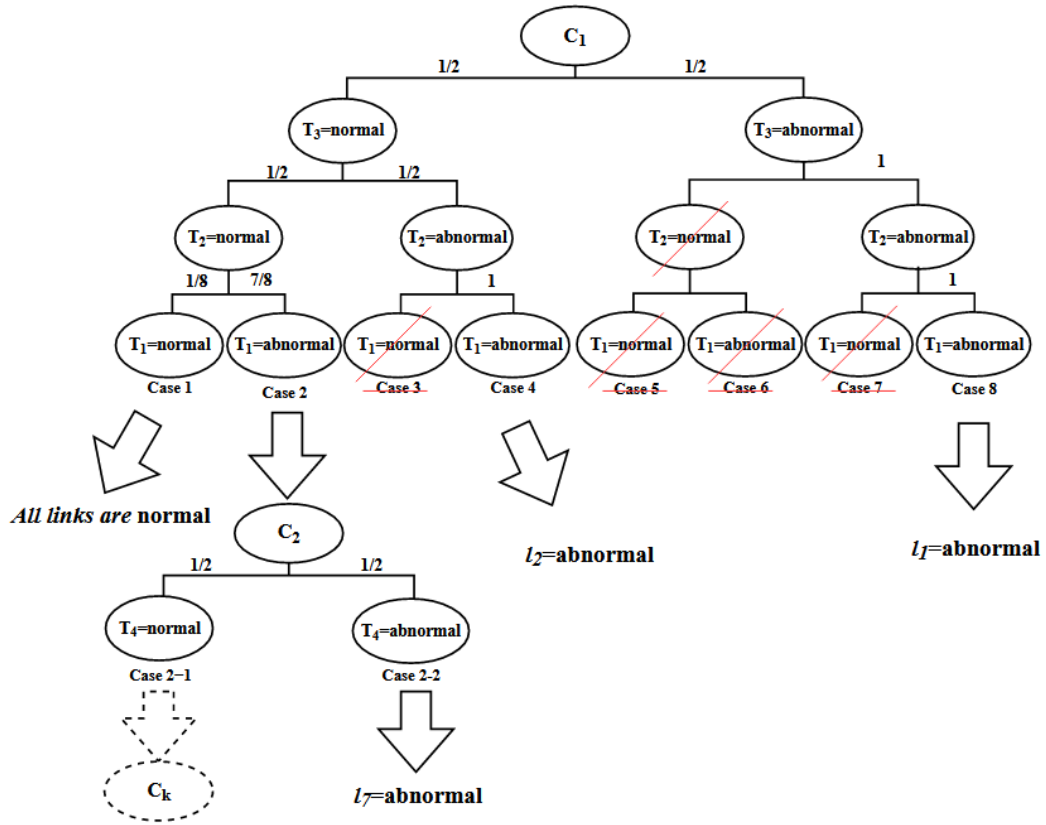 C1
1/2 1/2
T3=normal T3=abnormal
1/2 1/2 1
T2=normal T2=abnormal T2=normal T2=abnormal
1/8 7/8 1 1
T1=normal T1=abnormal T1=normal T1=abnormal T1=normal T1=abnormal T1=normal T1=abnormal
Case 1 Case 2 Case 3 Case 4 Case 5 Case 6 Case 7 Case 8
All links are normal
C2
l2=abnormal l1=abnormal
1/2 1/2
T4=normal T4=abnormal
Case 2−1 Case 2-2
Ck
l7=abnormal